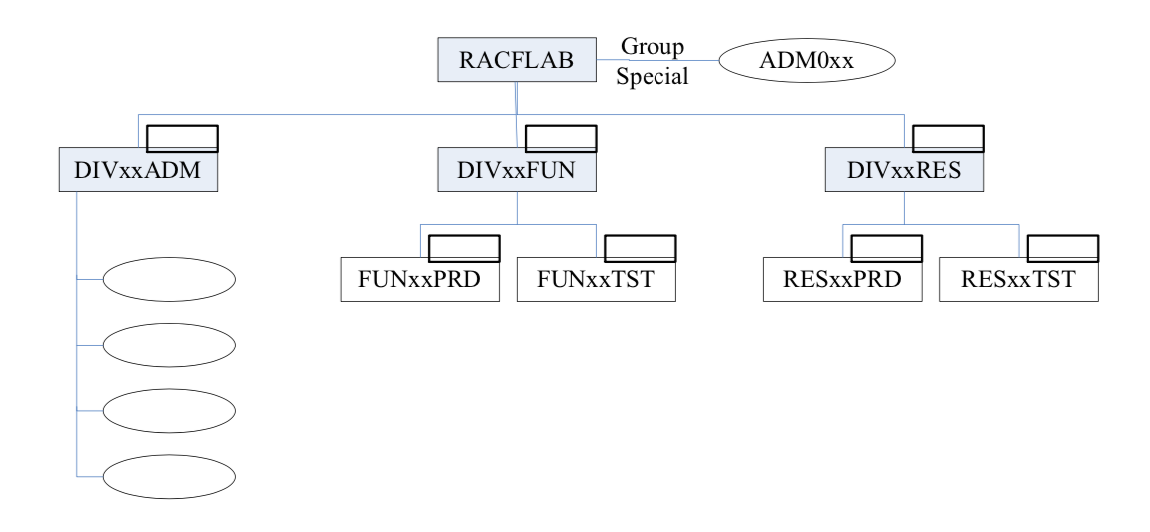 RACFLAB
Group
Special
ADM0xx
DIVxxADM
DIVxxFUN
DIVxxRES
FUNxxPRD
FUNxxTST
RESxxPRD
RESxxTST